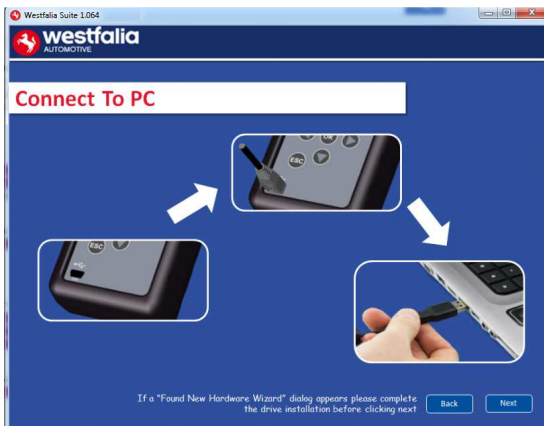 Westfalia Suite 1.064
westfalia
AUTOMOTIVE
Connect To PC
OK
ESC
ESC
If a "Found New Hardware Wizard" dialog appears please complete
the drive installation before clicking next
Back
Next